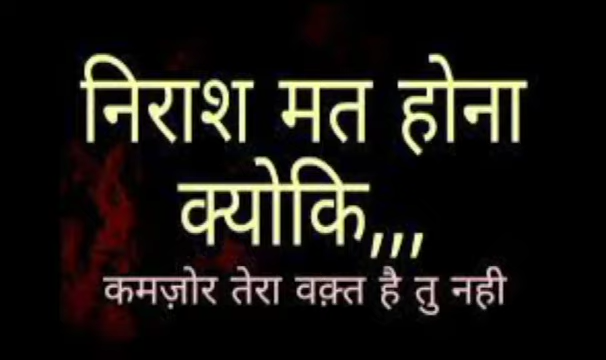 निराश मत होना
क्योकि,,,
कमज़ोर तेरा वक़्त है तु नही